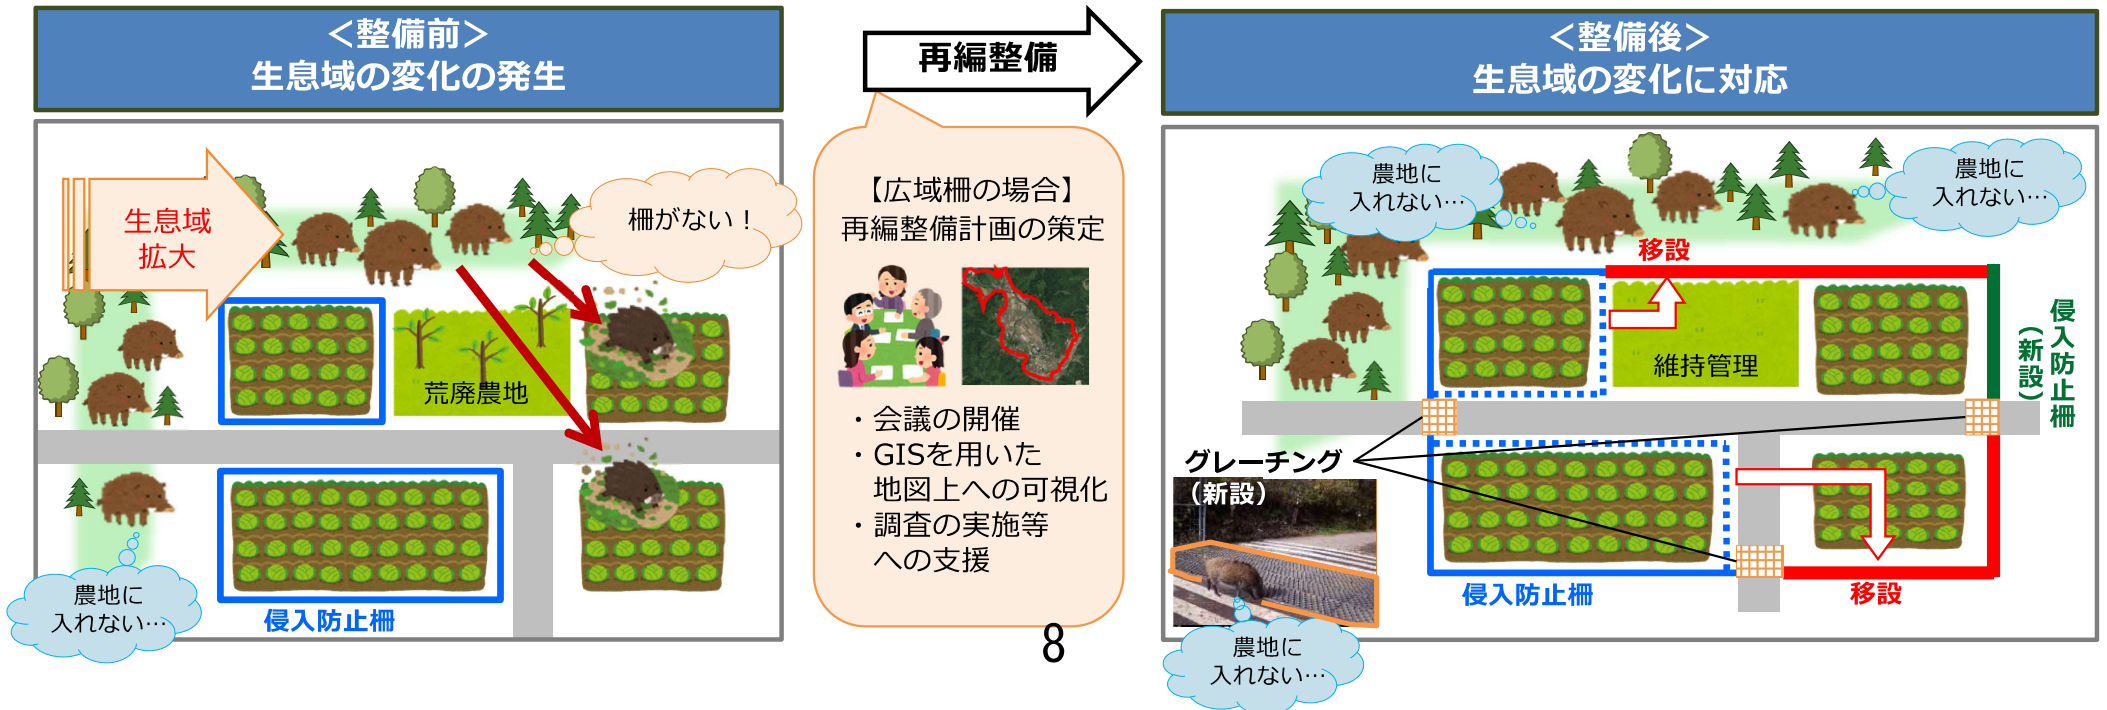 ＜整備前＞
生息域の変化の発生
生息域
拡大
柵がない！
荒廃農地
農地に
入れない…
侵入防止柵
再編整備
【広域柵の場合】
再編整備計画の策定
・会議の開催
・GISを用いた
地図上への可視化
・調査の実施等
への支援
8
＜整備後＞
生息域の変化に対応
農地に
入れない…
農地に
入れない…
移設
維持管理
侵入防止柵
（新設）
グレーチング
（新設）
侵入防止柵
移設
農地に
入れない…